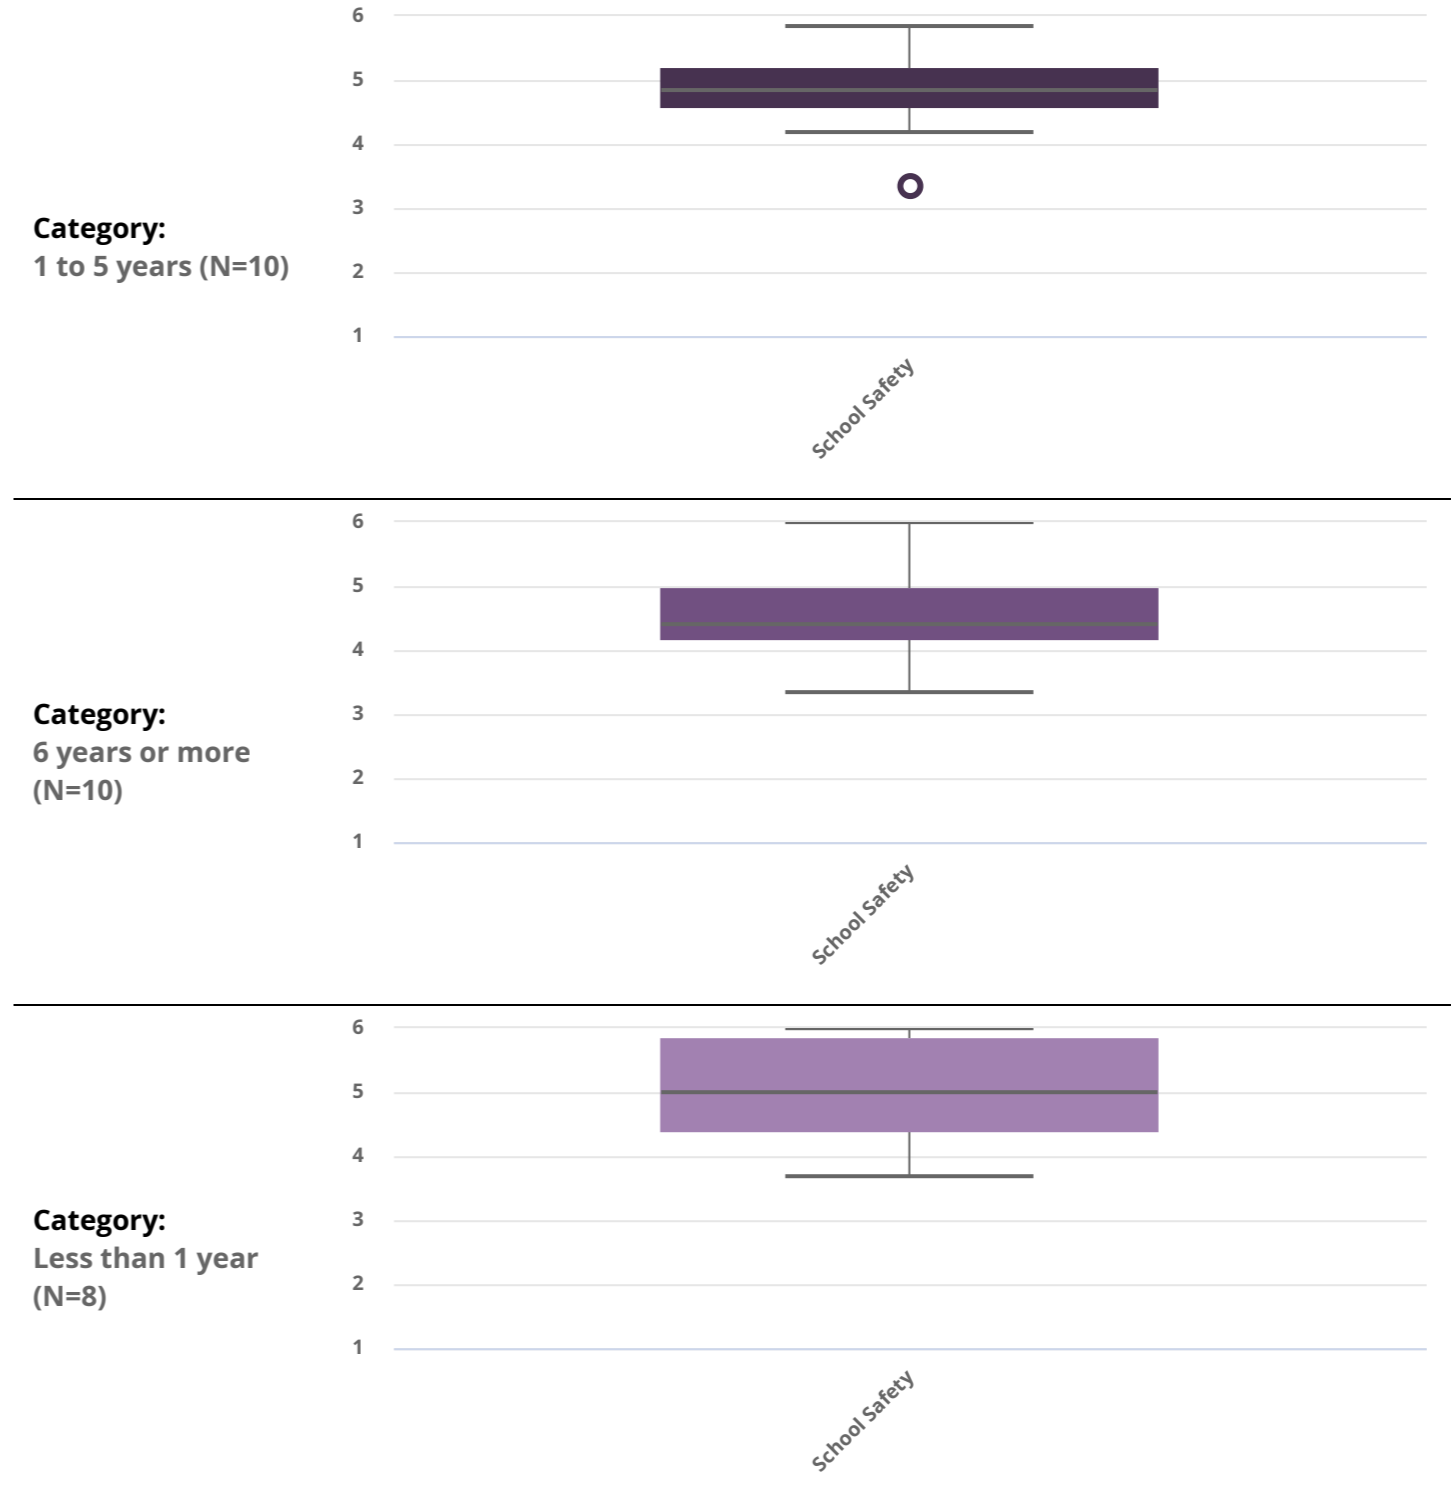 6
5
4
3
2
1
Category:
1 to 5 years (N=10)
School Safety
6
5
4
3
2
1
Category:
6 years or more
(N=10)
School Safety
6
5
4
3
2
1
Category:
Less than 1 year
(N=8)
School Safety